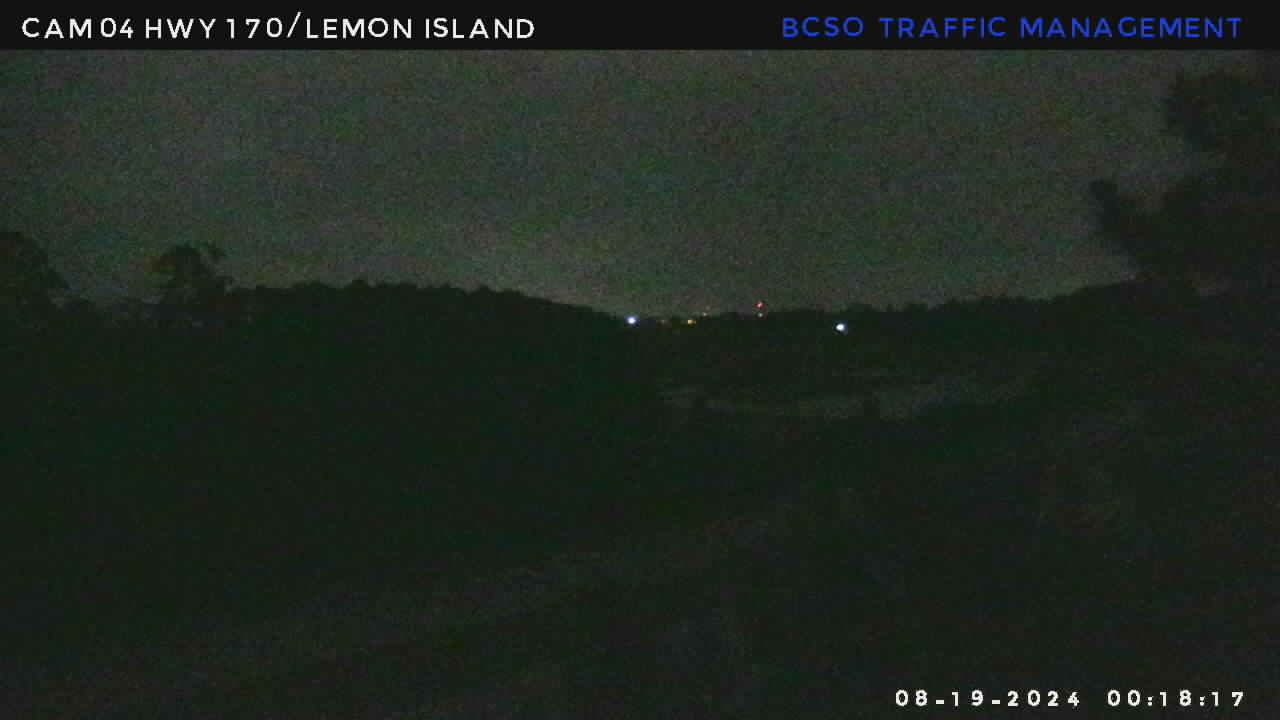 CAM04 HWY 170/LEMON ISLAND
BCSO TRAFFIC MANAGEMENT
08-19-2024 00:18:17